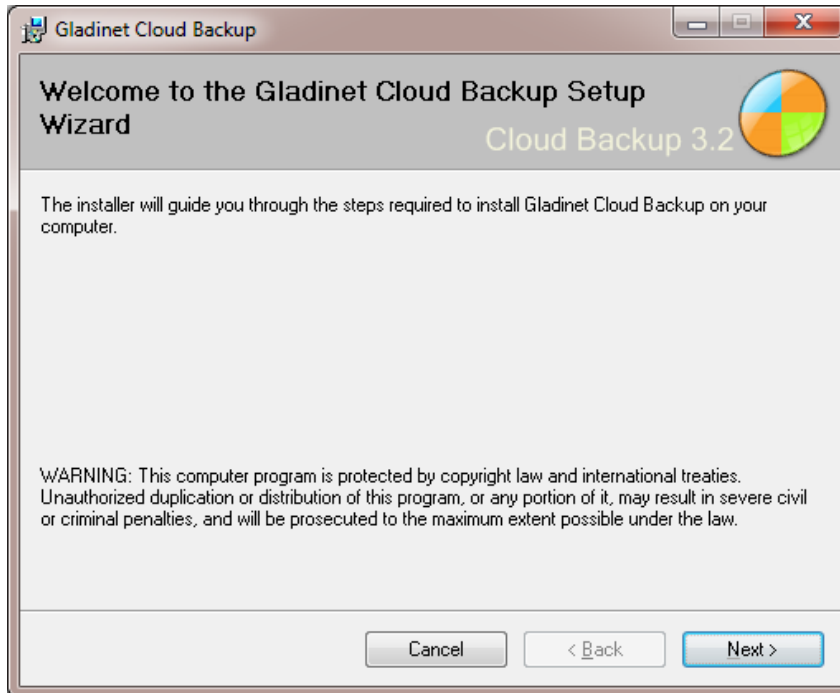 Gladinet Cloud Backup
Welcome to the Gladinet Cloud Backup Setup
Wizard
Cloud Backup 3.2
The installer will guide you through the steps required to install Gladinet Cloud Backup on your
computer.
WARNING: This computer program is protected by copyright law and international treaties.
Unauthorized duplication or distribution of this program, or any portion of it, may result in severe civil
or criminal penalties, and will be prosecuted to the maximum extent possible under the law.
Cancel
< Back
Next >